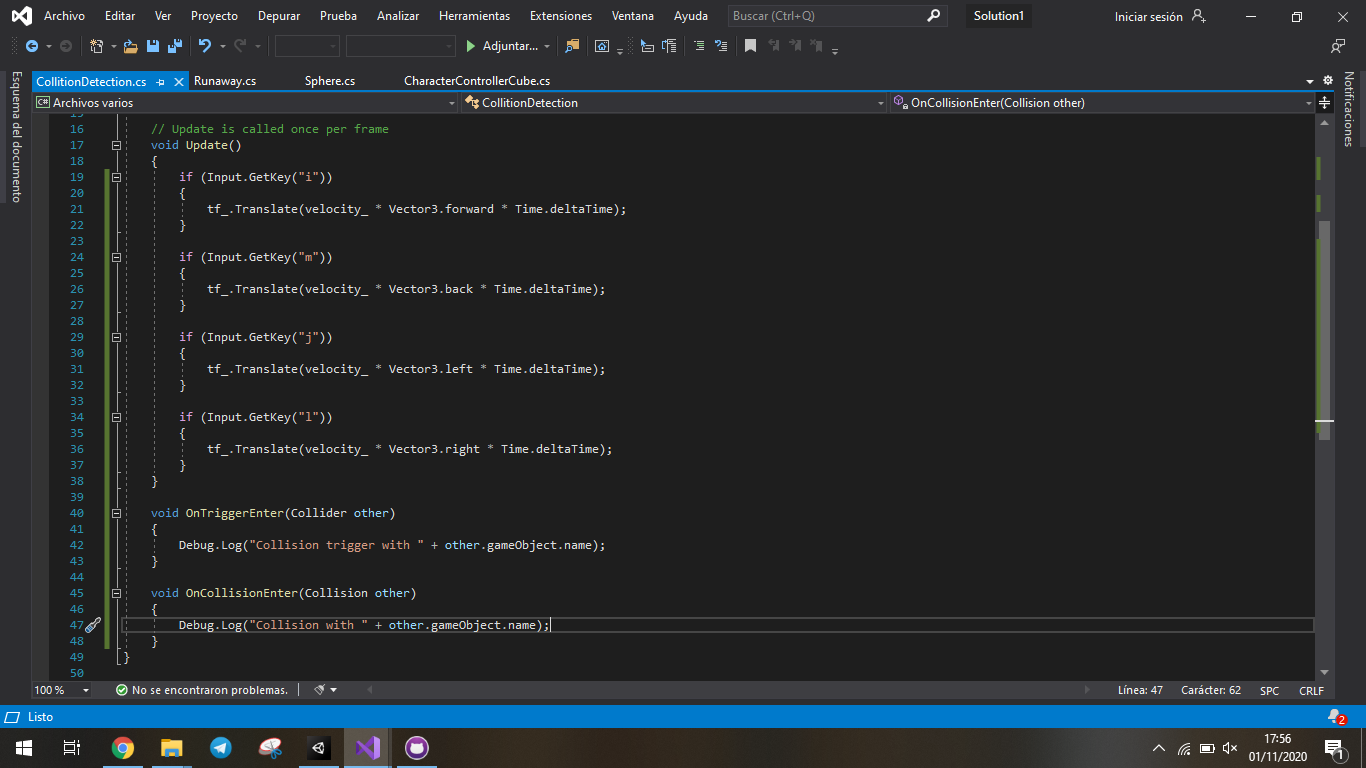 Archivo Editar Ver Proyecto Depurar Prueba Analizar Herramientas Extensiones Ventana Ayuda Buscar (Ctrl+Q) Solution1 Iniciar sesión
Adjuntar...
Esquema del documento
CollitionDetection.cs Runaway.cs Sphere.cs CharacterControllerCube.cs
Notificaciones
C# Archivos varios CollitionDetection OnCollisionEnter(Collision other)
15
16 // Update is called once per frame
17 void Update()
18 {
19 if (Input.GetKey("i"))
20 {
21 tf_.Translate(velocity_ * Vector3.forward * Time.deltaTime);
22 }
23
24 if (Input.GetKey("m"))
25 {
26 tf_.Translate(velocity_ * Vector3.back * Time.deltaTime);
27 }
28
29 if (Input.GetKey("j"))
30 {
31 tf_.Translate(velocity_ * Vector3.left * Time.deltaTime);
32 }
33
34 if (Input.GetKey("l"))
35 {
36 tf_.Translate(velocity_ * Vector3.right * Time.deltaTime);
37 }
38 }
39
40 void OnTriggerEnter(Collider other)
41 {
42 Debug.Log("Collision trigger with " + other.gameObject.name);
43 }
44
45 void OnCollisionEnter(Collision other)
46 {
47 Debug.Log("Collision with " + other.gameObject.name);
48 }
49 }
50
100 % No se encontraron problemas. Línea: 47 Carácter: 62 SPC CRLF
Listo 2
17:56
01/11/2020 1